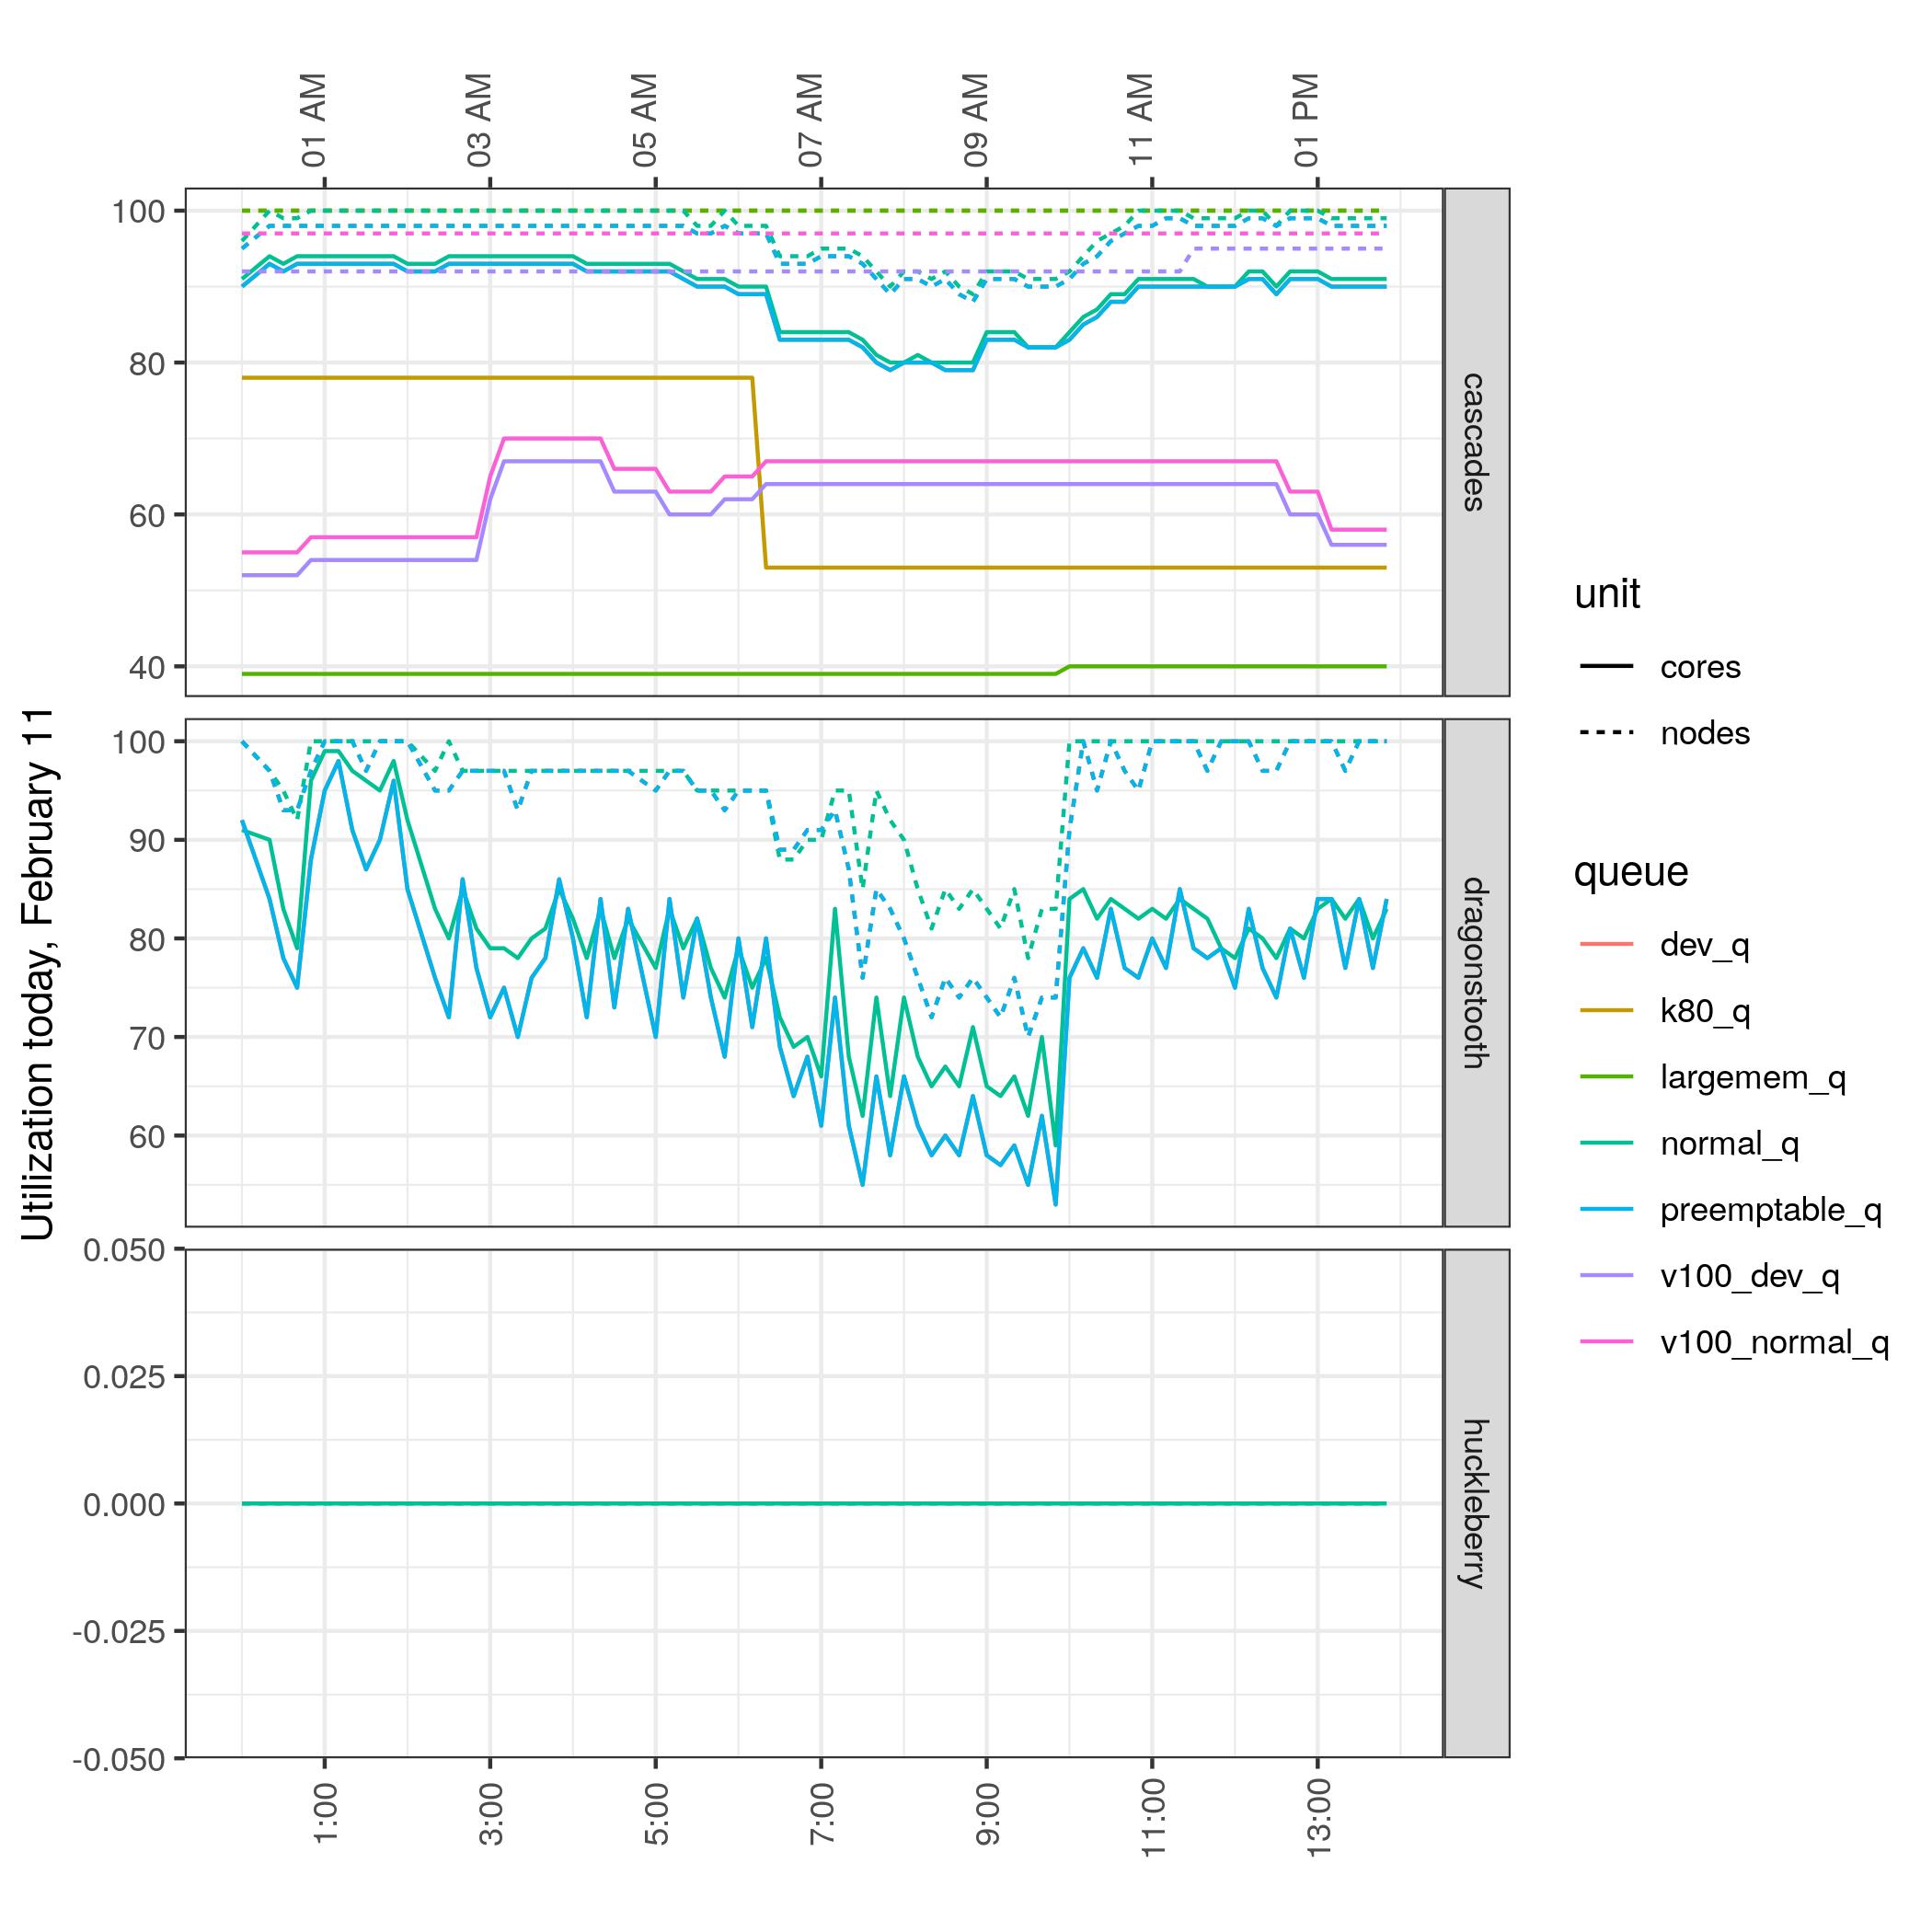 01 AM
03 AM
05 AM
07 AM
09 AM
11 AM
01 PM
Utilization today, February 11
100
80
60
40
cascades
100
90
80
70
60
dragonstooth
0.050
0.025
0.000
-0.025
-0.050
huckleberry
1:00
3:00
5:00
7:00
9:00
11:00
13:00
unit
cores
nodes
queue
dev_q
k80_q
largemem_q
normal_q
preemptable_q
v100_dev_q
v100_normal_q